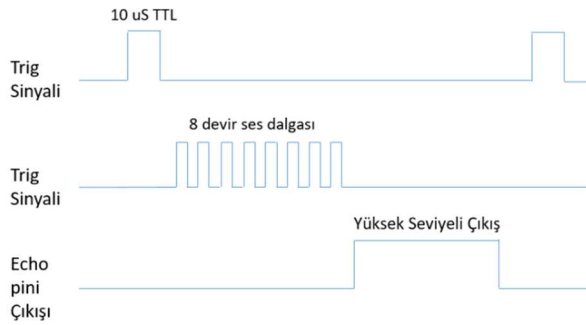 10 uS TTL
Trig
Sinyali
8 devir ses dalgası
Trig
Sinyali
Yüksek Seviyeli Çıkış
Echo
pini
Çıkışı